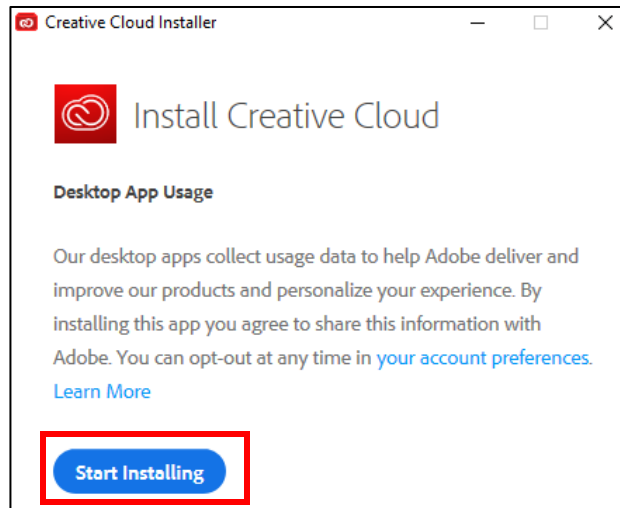 Creative Cloud Installer
Install Creative Cloud
Desktop App Usage
Our desktop apps collect usage data to help Adobe deliver and
improve our products and personalize your experience. By
installing this app you agree to share this information with
Adobe. You can opt-out at any time in your account preferences.
Learn More
Start Installing